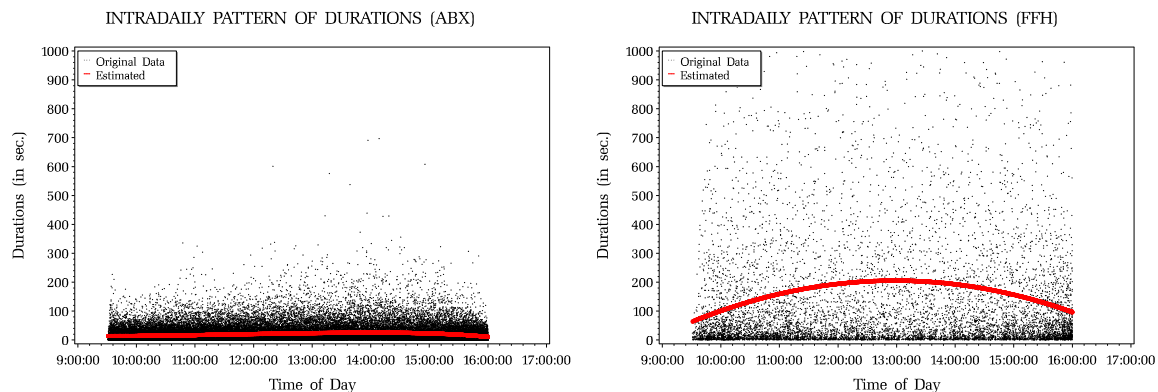 INTRADAILY PATTERN OF DURATIONS (ABX)
Durations (in sec.)
1000
900
800
700
600
500
400
300
200
100
0
Original Data
Estimated
9:00:00 10:00:00 11:00:00 12:00:00 13:00:00 14:00:00 15:00:00 16:00:00 17:00:00
Time of Day
INTRADAILY PATTERN OF DURATIONS (FFH)
Durations (in sec.)
1000
900
800
700
600
500
400
300
200
100
0
Original Data
Estimated
9:00:00 10:00:00 11:00:00 12:00:00 13:00:00 14:00:00 15:00:00 16:00:00 17:00:00
Time of Day